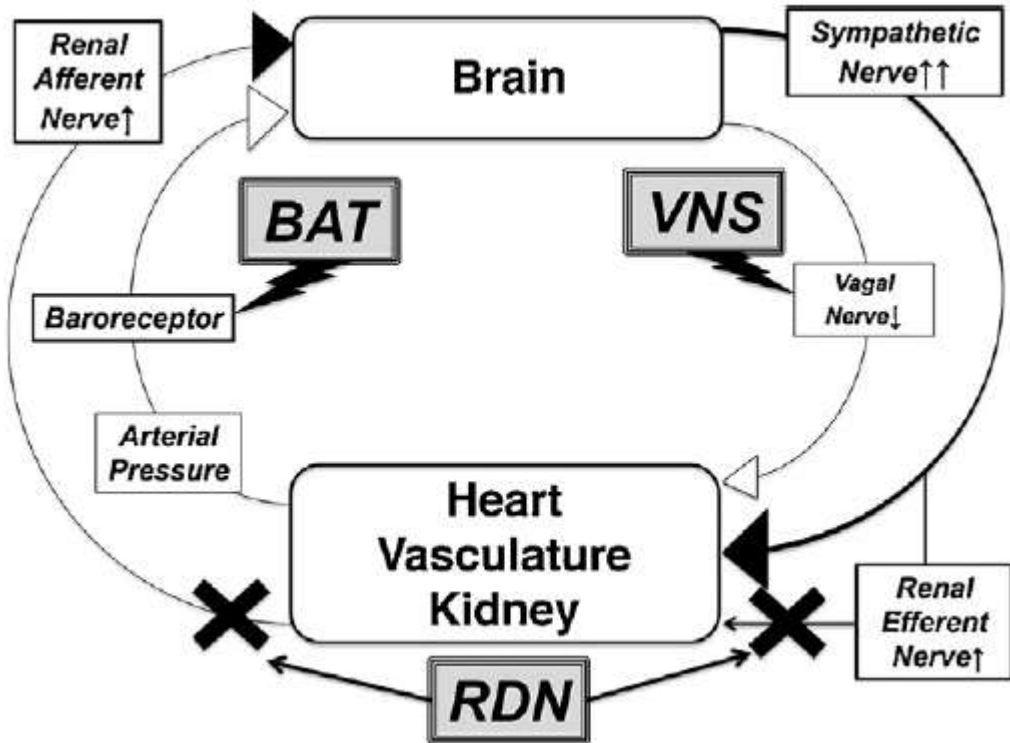 Renal
Afferent
Nerve↑
Brain
Sympathetic
Nerve↑↑
BAT
VNS
Baroreceptor
Vagal
Nerve↓
Arterial
Pressure
Heart
Vasculature
Kidney
Renal
Efferent
Nerve↑
RDN